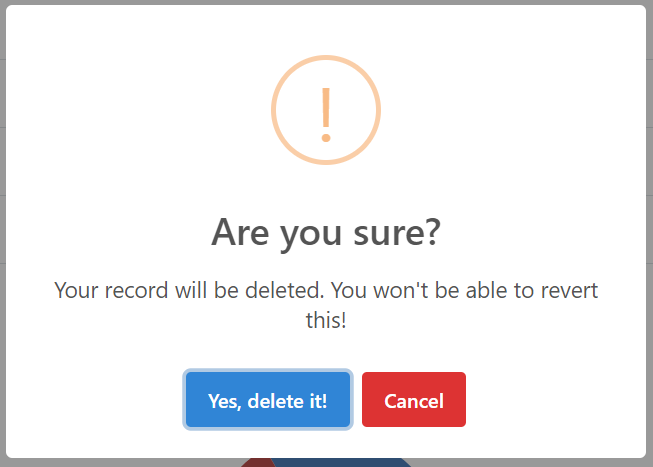 !
Are you sure?
Your record will be deleted. You won't be able to revert
this!
Yes, delete it!
Cancel